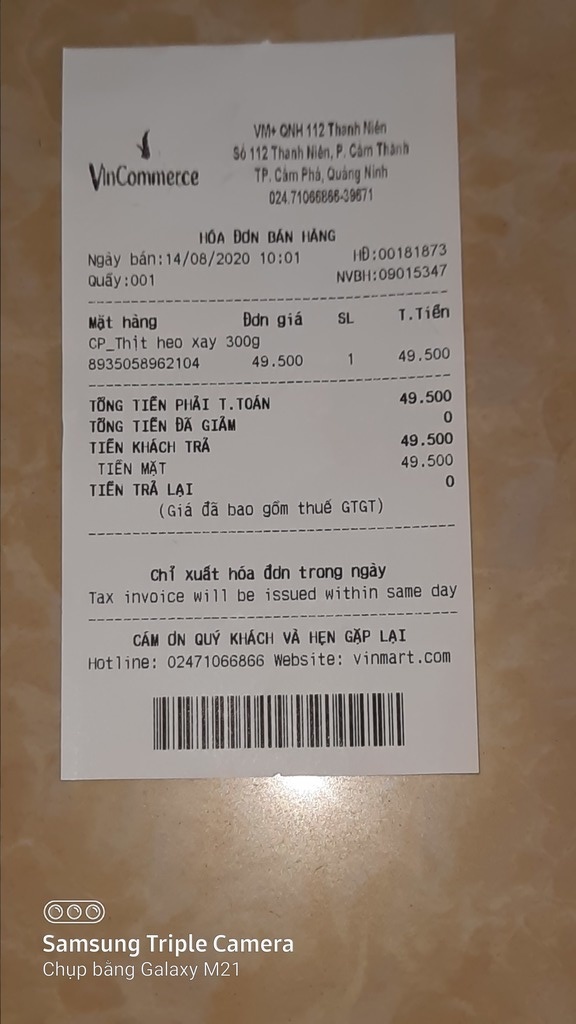 VinCommerce
VM+ QNH 112 Thanh Niên
Số 112 Thanh Niên, P. Cẩm Thành
TP. Cẩm Phả, Quảng Ninh
024.71066866-39671
HÓA ĐƠN BÁN HÀNG
Ngày bán:14/08/2020 10:01 HĐ:00181873
Quầy:001 NVBH:09015347
Mặt hàng Đơn giá SL T.Tiền
CP_Thịt heo xay 300g
8935058962104 49.500 1 49.500
TỔNG TIỀN PHẢI T.TOÁN 49.500
TỔNG TIỀN ĐÃ GIẢM 0
TIỀN KHÁCH TRẢ 49.500
TIỀN MẶT 49.500
TIỀN TRẢ LẠI 0
(Giá đã bao gồm thuế GTGT)
Chỉ xuất hóa đơn trong ngày
Tax invoice will be issued within same day
CẢM ƠN QUÝ KHÁCH VÀ HẸN GẶP LẠI
Hotline: 02471066866 Website: vinmart.com
Samsung Triple Camera
Chụp bằng Galaxy M21